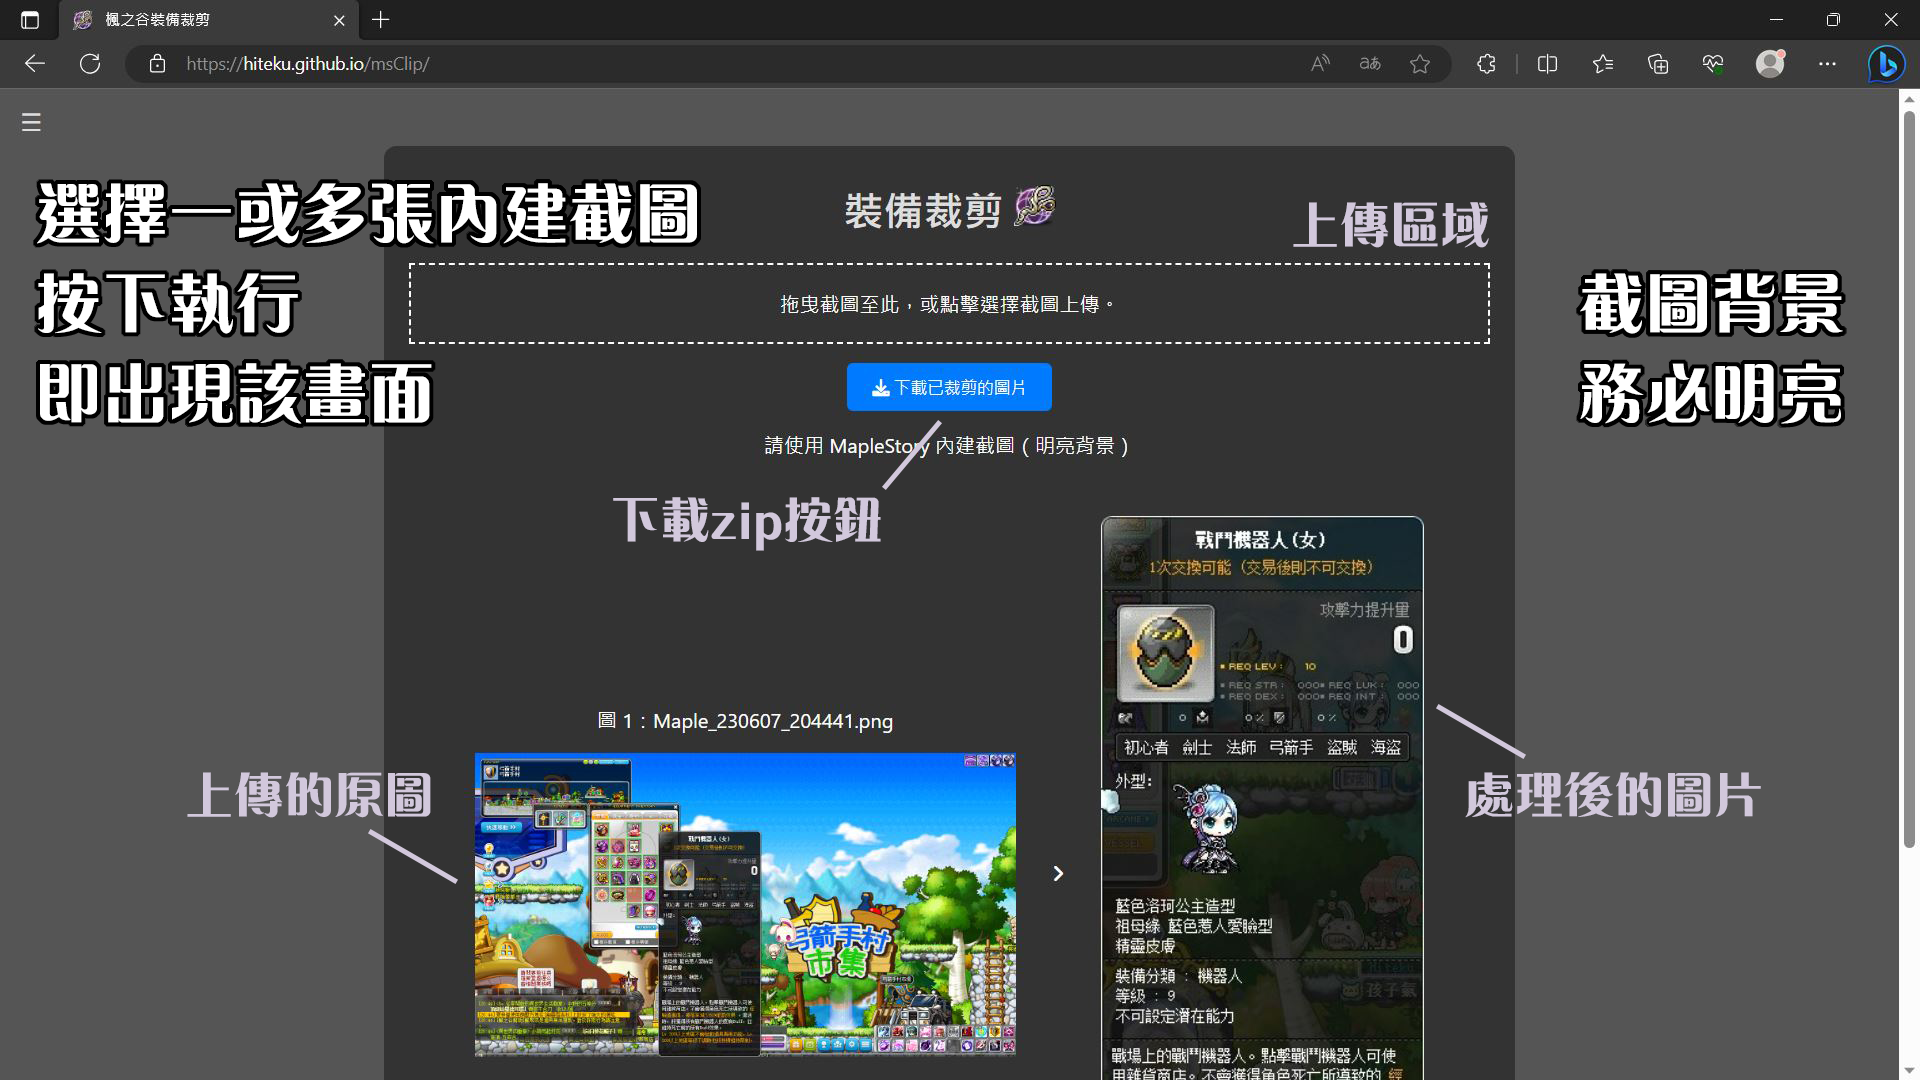 楓之谷裝備裁剪
https://hiteku.github.io/msClip/
選擇一或多張內建截圖
按下執行
即出現該畫面
裝備裁剪
上傳區域
拖曳截圖至此，或點擊選擇截圖上傳。
截圖背景
務必明亮
下載已裁剪的圖片
請使用 MapleStory 內建截圖 ( 明亮背景 )
下載zip按鈕
戰鬥機器人(女)
1次交換可能 (交易後則不可交換)
攻擊力提升量
0
REQ LEV : 10
REQ STR : 000 REQ LUK : 000
REQ DEX : 000 REQ INT : 000
0 0% 0%
初心者 劍士 法師 弓箭手 盜賊 海盜
外型:
藍色洛珂公主造型
祖母綠 藍色惹人愛臉型
精靈皮膚
裝備分類 : 機器人
等級 : 9
不可設定潛在能力
戰場上的戰鬥機器人。點擊戰鬥機器人可使
用雜貨商店。不會獲得角色死亡所導致的 經
處理後的圖片
圖 1：Maple_230607_204441.png
上傳的原圖
弓箭手村
市集
戰鬥機器人(女)